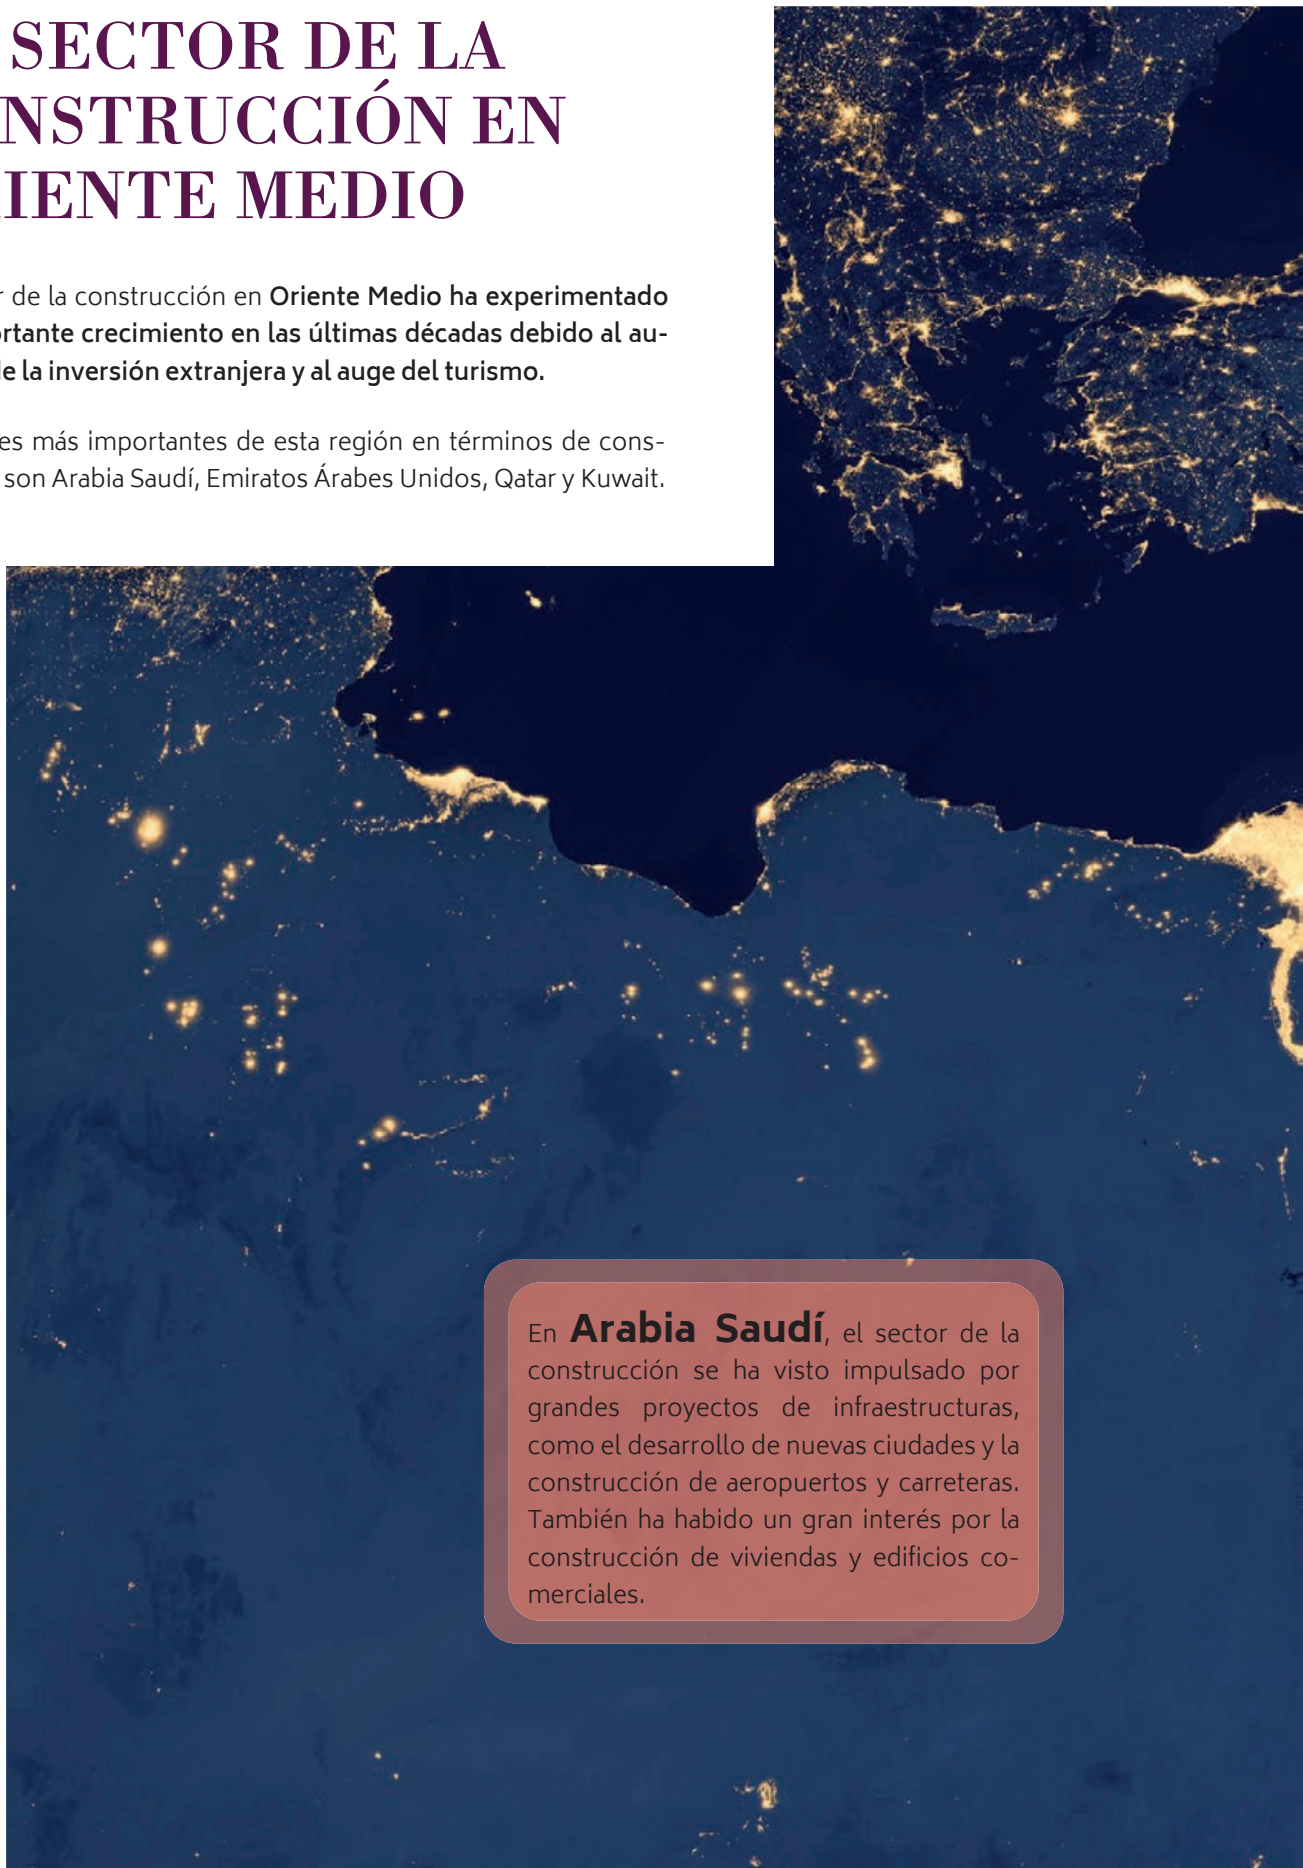 SECTOR DE LA
NSTRUCCIÓN EN
IENTE MEDIO
r de la construcción en Oriente Medio ha experimentado
rtante crecimiento en las últimas décadas debido al au-
de la inversión extranjera y al auge del turismo.
es más importantes de esta región en términos de cons-
son Arabia Saudí, Emiratos Árabes Unidos, Qatar y Kuwait.
En Arabia Saudí, el sector de la
construcción se ha visto impulsado por
grandes proyectos de infraestructuras,
como el desarrollo de nuevas ciudades y la
construcción de aeropuertos y carreteras.
También ha habido un gran interés por la
construcción de viviendas y edificios co-
merciales.